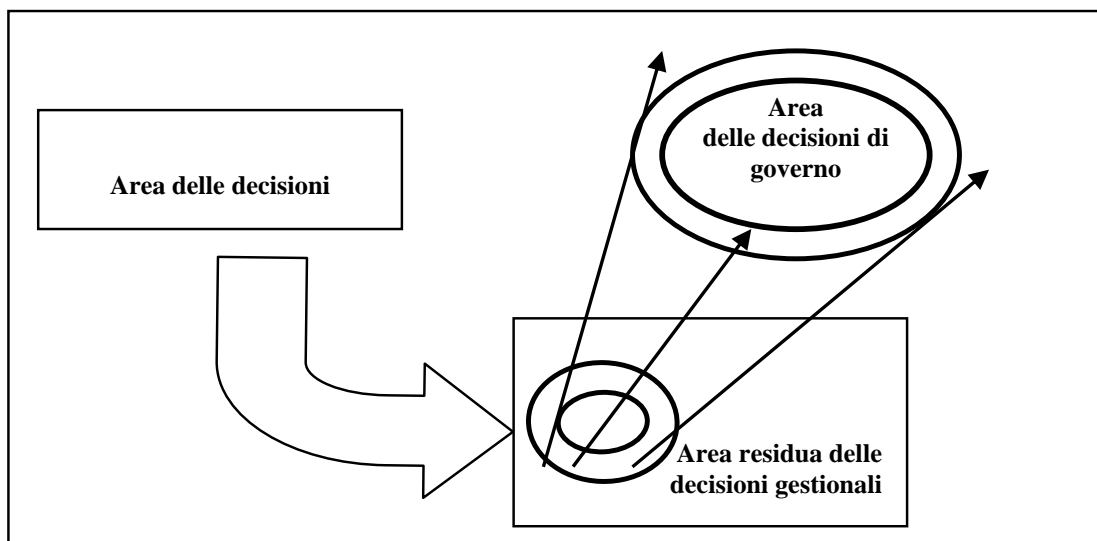 Area
delle decisioni di
governo
Area delle decisioni
Area residua delle
decisioni gestionali